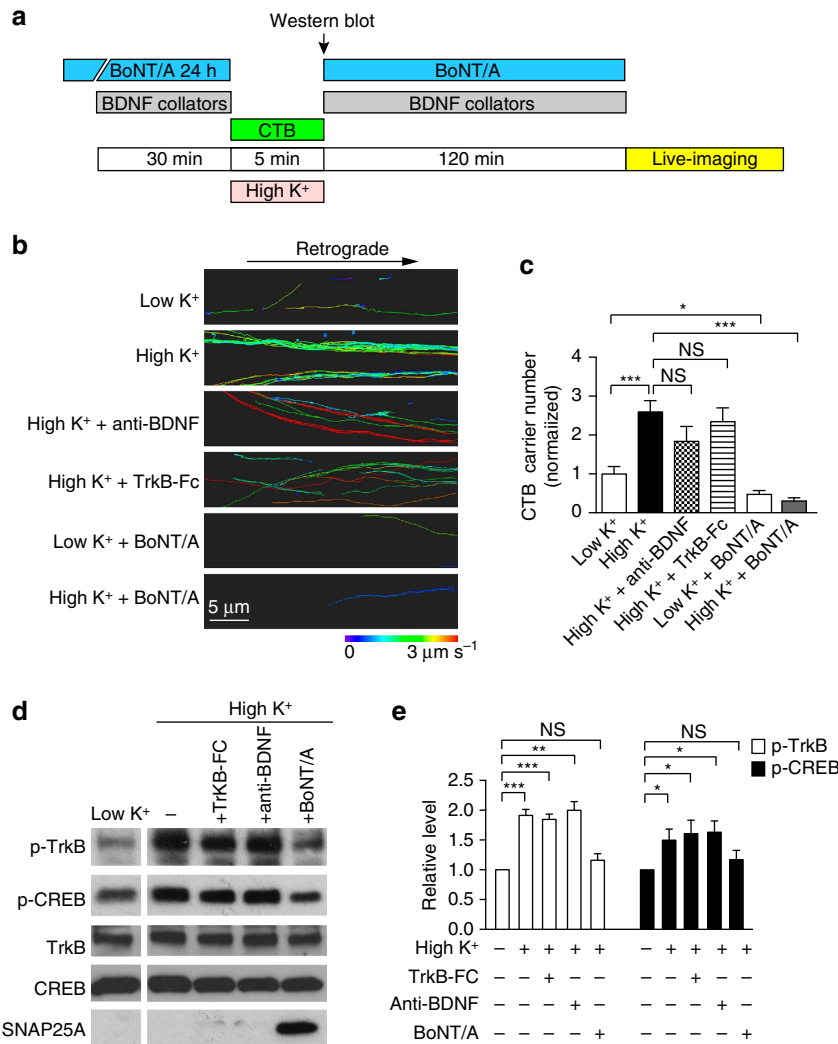 a
Western blot
BoNT/A 24 h
BoNT/A
BDNF collators
BDNF collators
CTB
30 min
5 min
120 min
Live-imaging
High K⁺
b
Retrograde
Low K⁺
High K⁺
High K⁺ + anti-BDNF
High K⁺ + TrkB-Fc
Low K⁺ + BoNT/A
High K⁺ + BoNT/A
5 μm
0 3 μm s⁻¹
c
*
***
NS
*** NS
CTB carrier number
(normalized)
6
4
2
0
Low K⁺
High K⁺
High K⁺ + anti-BDNF
High K⁺ + TrkB-Fc
Low K⁺ + BoNT/A
High K⁺ + BoNT/A
d
High K⁺
Low K⁺
–
+TrKB-FC
+anti-BDNF
+BoNT/A
p-TrkB
p-CREB
TrkB
CREB
SNAP25A
e
p-TrkB
p-CREB
NS
**
***
***
NS
*
*
*
Relative level
2.5
2.0
1.5
1.0
0.5
0.0
High K⁺ – + + + + – + + + +
TrkB-FC – – + – – – – + – –
Anti-BDNF – – – + – – – – + –
BoNT/A – – – – + – – – – +